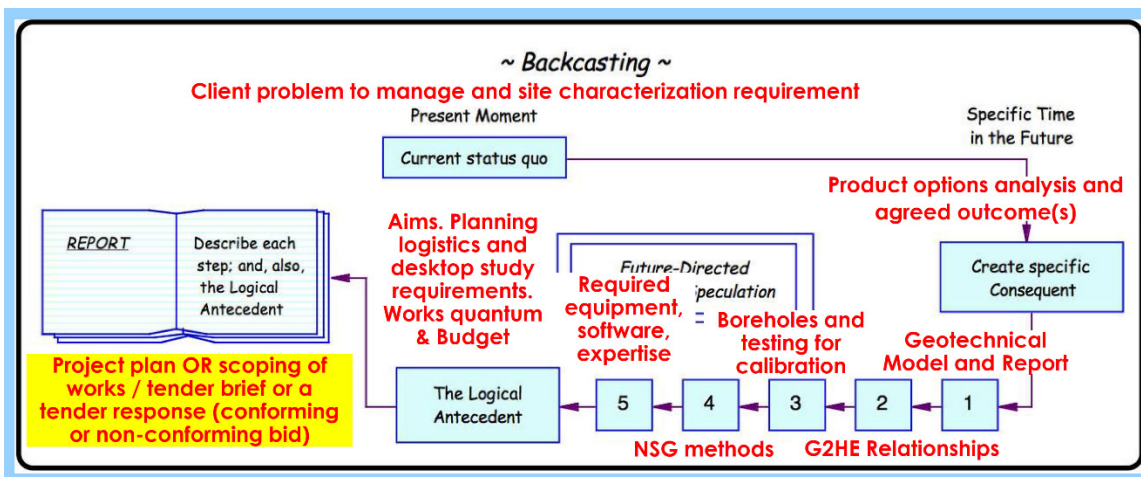 ~ Backcasting ~
Client problem to manage and site characterization requirement
Present Moment
Specific Time
in the Future
Current status quo
Product options analysis and
agreed outcome(s)
REPORT
Describe each
step; and, also,
the Logical
Antecedent
Aims. Planning
logistics and
desktop study
requirements.
Works quantum
& Budget
Future-Directed
Speculation
Required
equipment,
software,
expertise
Boreholes and
testing for
calibration
Create specific
Consequent
Geotechnical
Model and Report
Project plan OR scoping of
works / tender brief or a
tender response (conforming
or non-conforming bid)
The Logical
Antecedent
5
4
3
2
1
NSG methods
G2HE Relationships